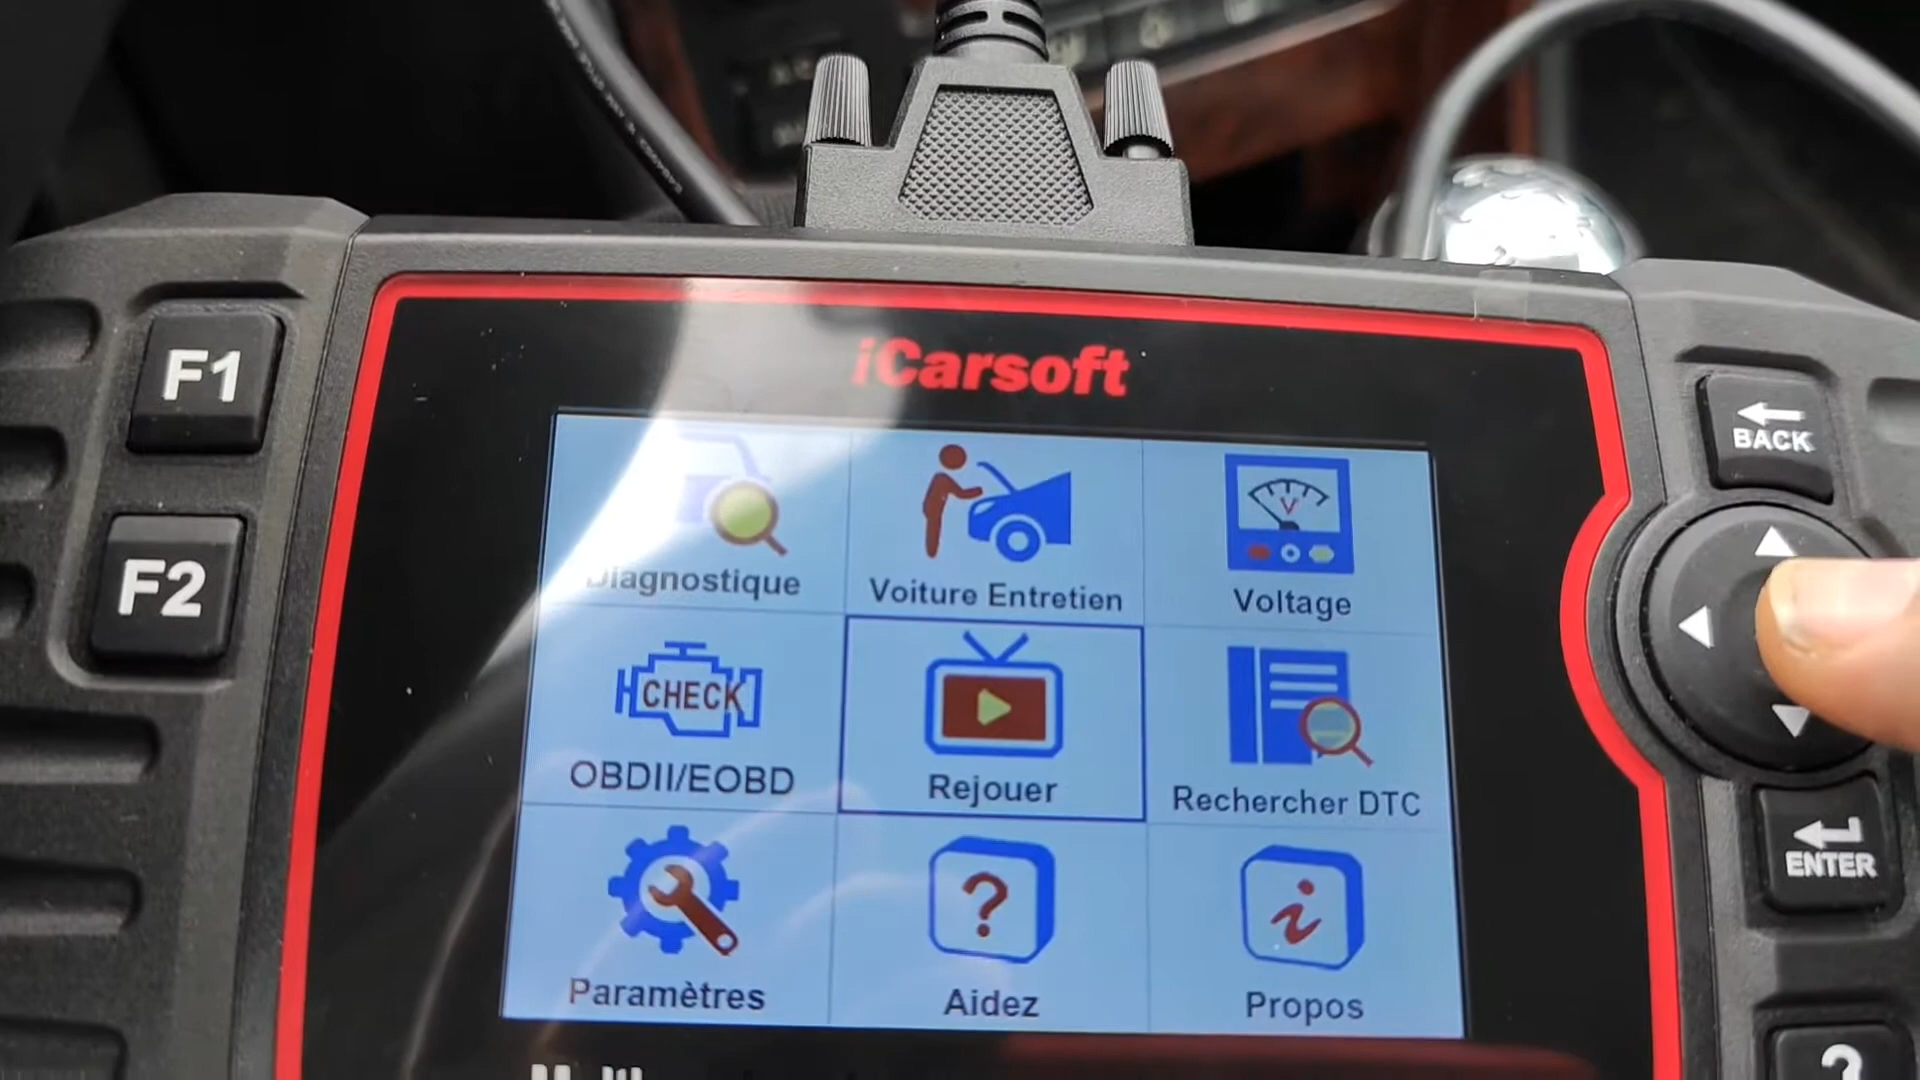 F1
F2
iCarsoft
BACK
Diagnostique
Voiture Entretien
V
Voltage
CHECK
OBDII/EOBD
Rejouer
Rechercher DTC
ENTER
Paramètres
?
Aidez
i
Propos
?